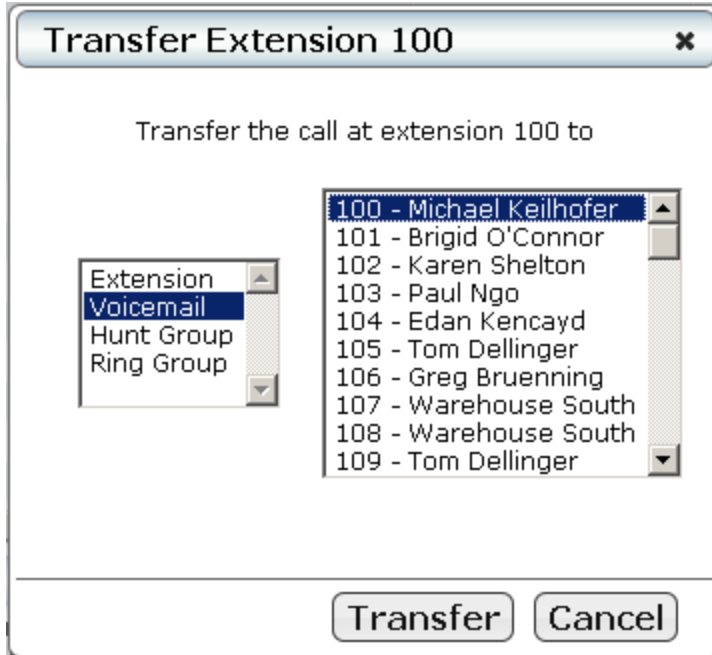 Transfer Extension 100
Transfer the call at extension 100 to
Extension
Voicemail
Hunt Group
Ring Group
100 - Michael Keilhofer
101 - Brigid O'Connor
102 - Karen Shelton
103 - Paul Ngo
104 - Edan Kencayd
105 - Tom Dellinger
106 - Greg Bruenning
107 - Warehouse South
108 - Warehouse South
109 - Tom Dellinger
Transfer
Cancel